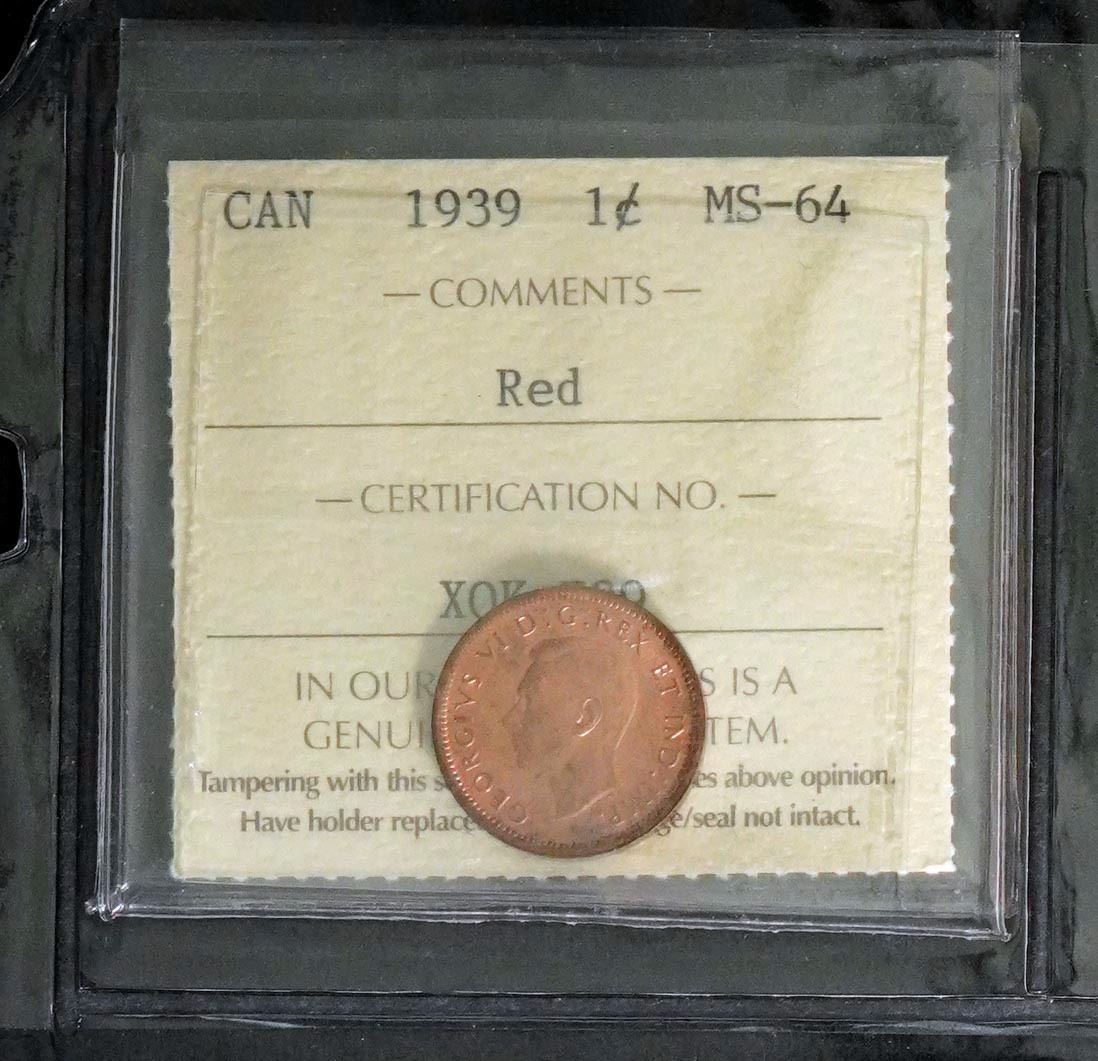 CAN 1939 1¢ MS-64
— COMMENTS —
Red
— CERTIFICATION NO. —
IN OUR S IS A
GENUI TEM.
Tampering with this s es above opinion.
Have holder replace ge/seal not intact.
GEORGIVS VI D:G:REX ET IND:IMP: